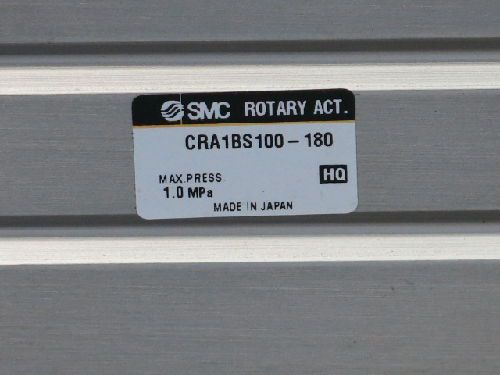 SMC ROTARY ACT.
CRA1BS100-180
MAX.PRESS.
1.0 MPa
HQ
MADE IN JAPAN